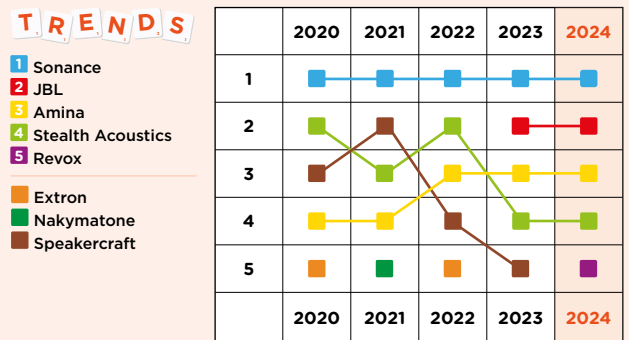 TRENDS
1 Sonance
2 JBL
3 Amina
4 Stealth Acoustics
5 Revox
Extron
Nakymatone
Speakercraft
2020 2021 2022 2023 2024
1
2
3
4
5
2020 2021 2022 2023 2024